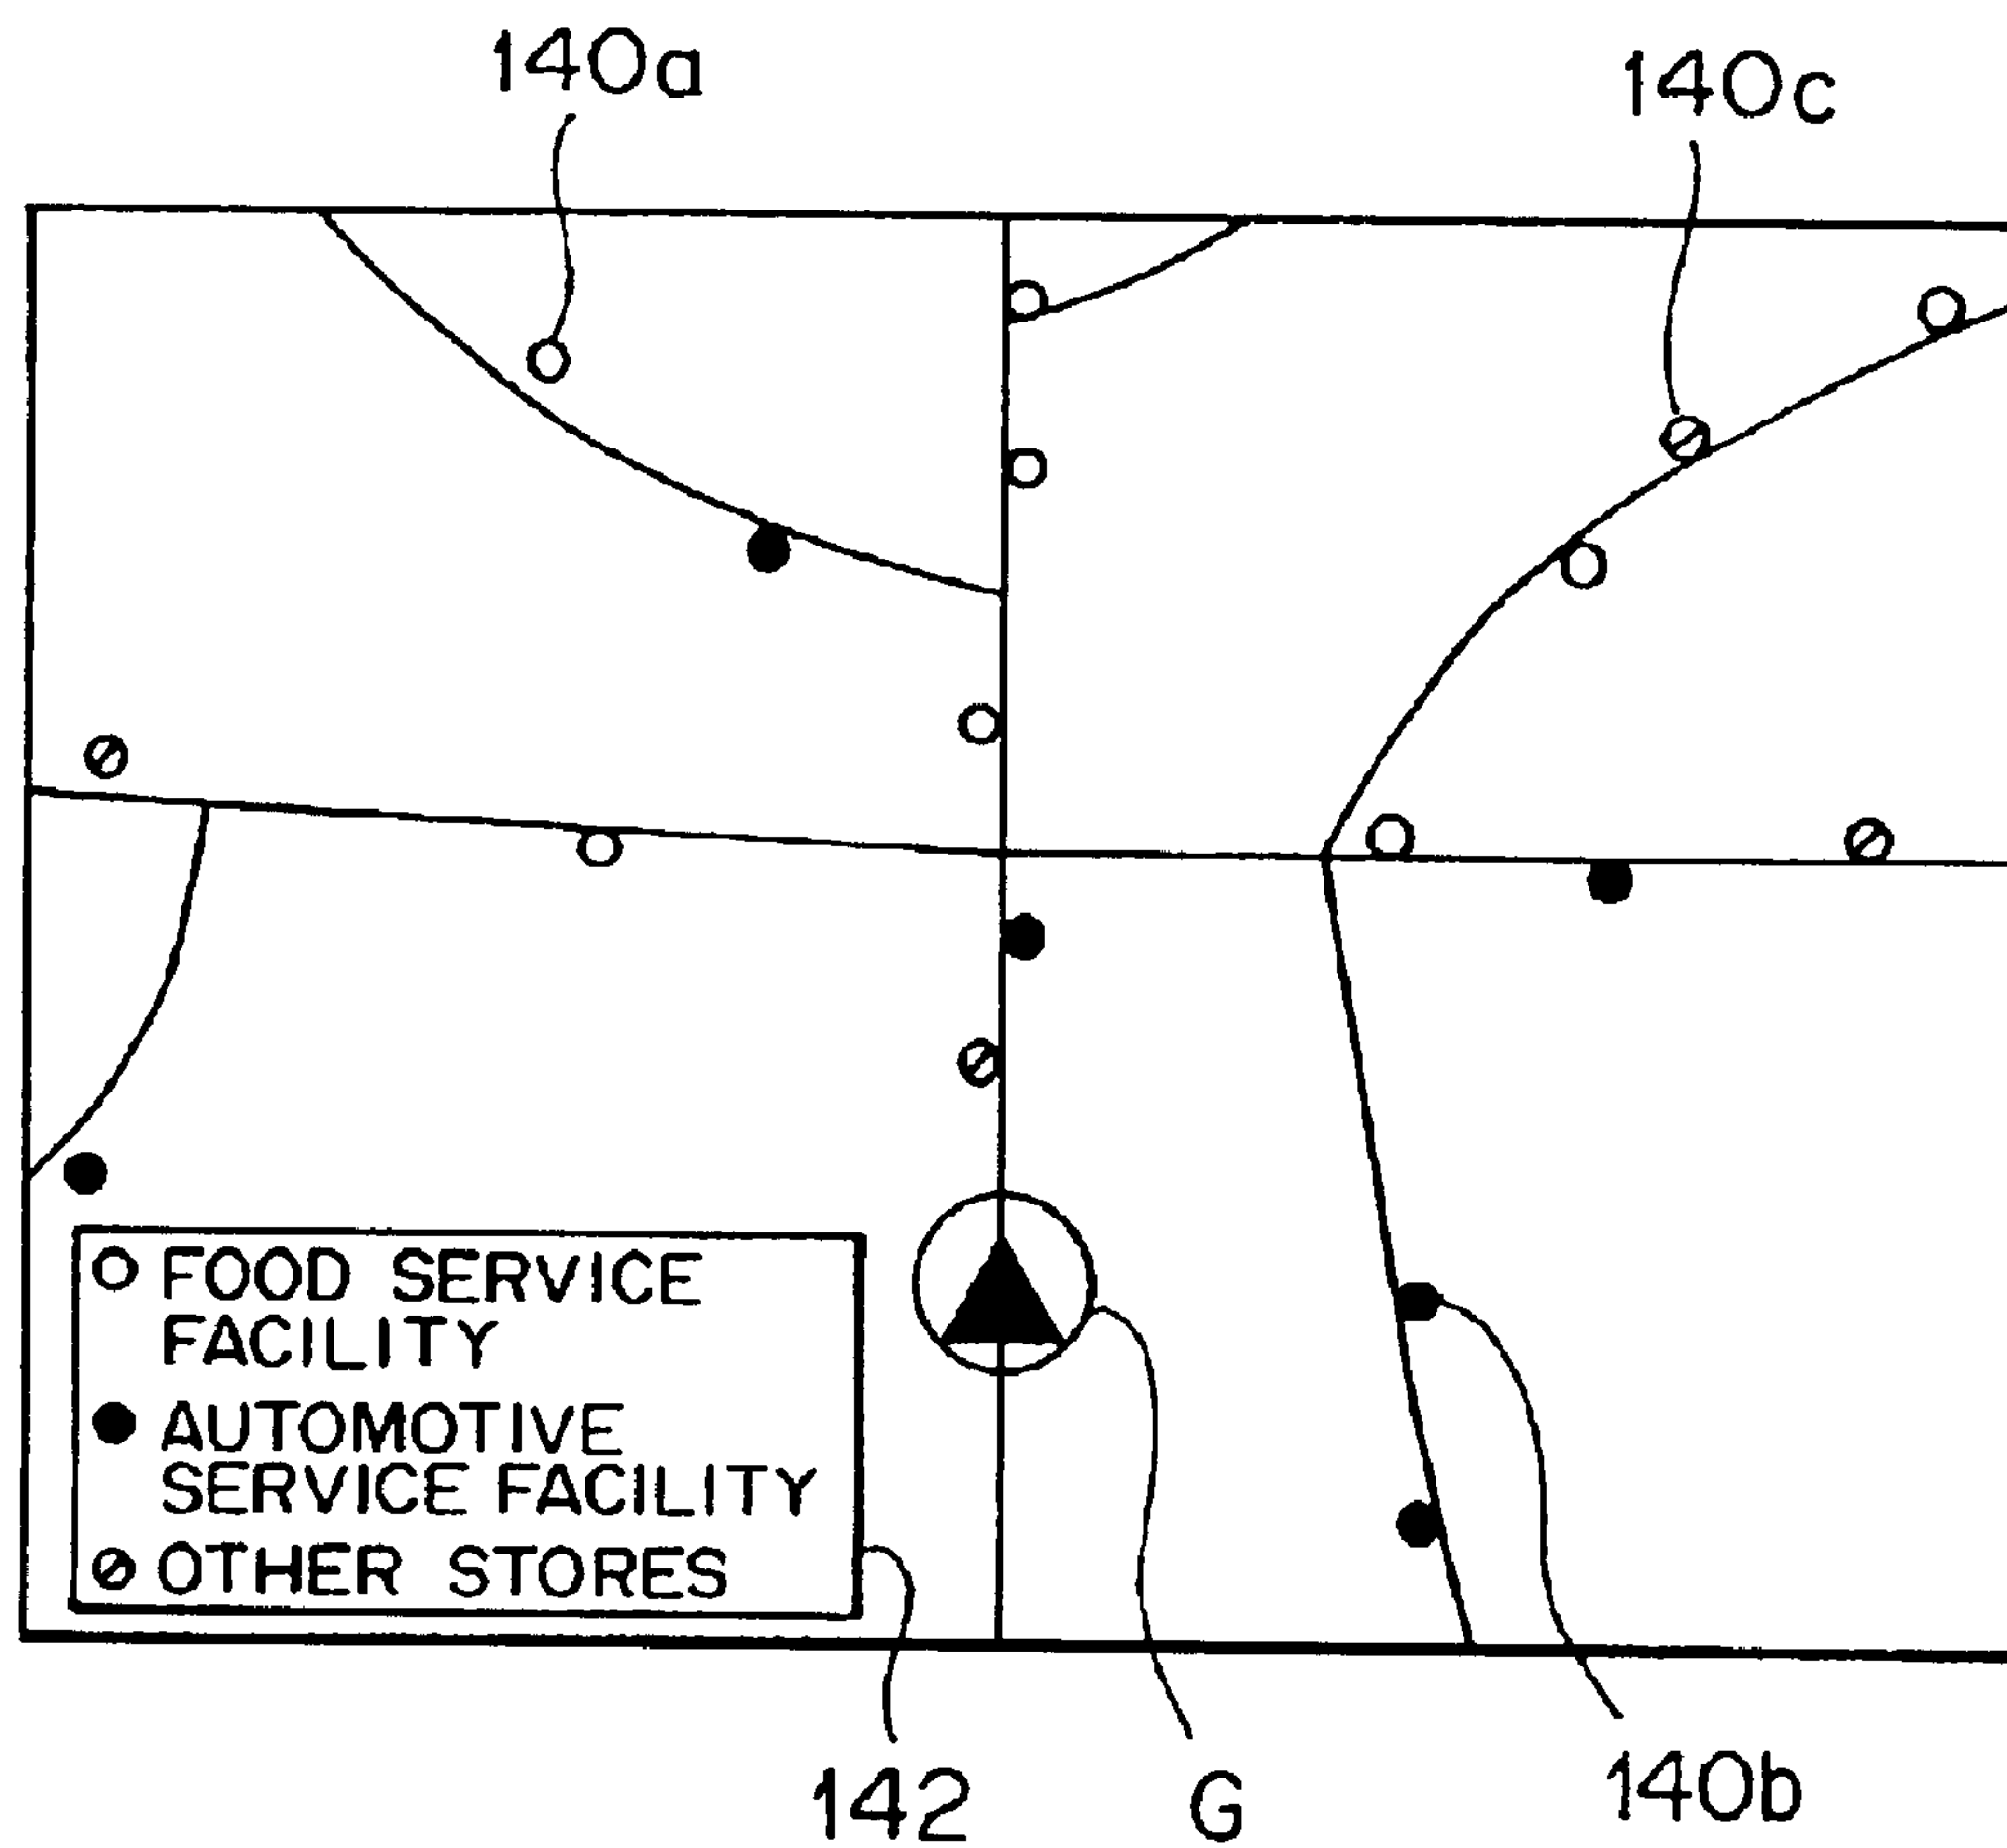 140a
140c
FOOD SERVICE
FACILITY
AUTOMOTIVE
SERVICE FACILITY
OTHER STORES
142
G
140b